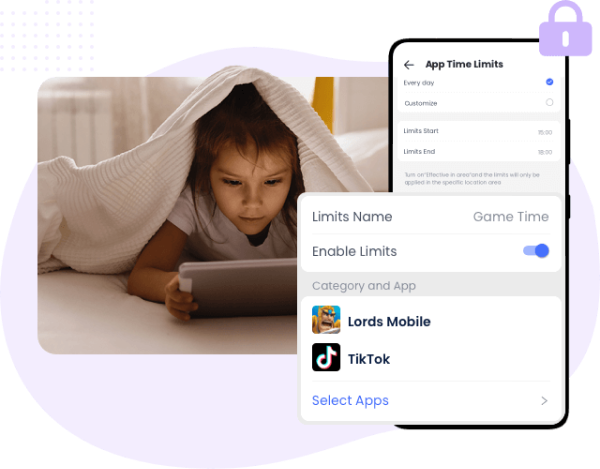 App Time Limits
Every day
Customize
Limits Start 15:00
Limits End 18:00
Turn on"Effective in area"and the limits will only be
applied in the specific location area
Limits Name Game Time
Enable Limits
Category and App
Lords Mobile
TikTok
Select Apps